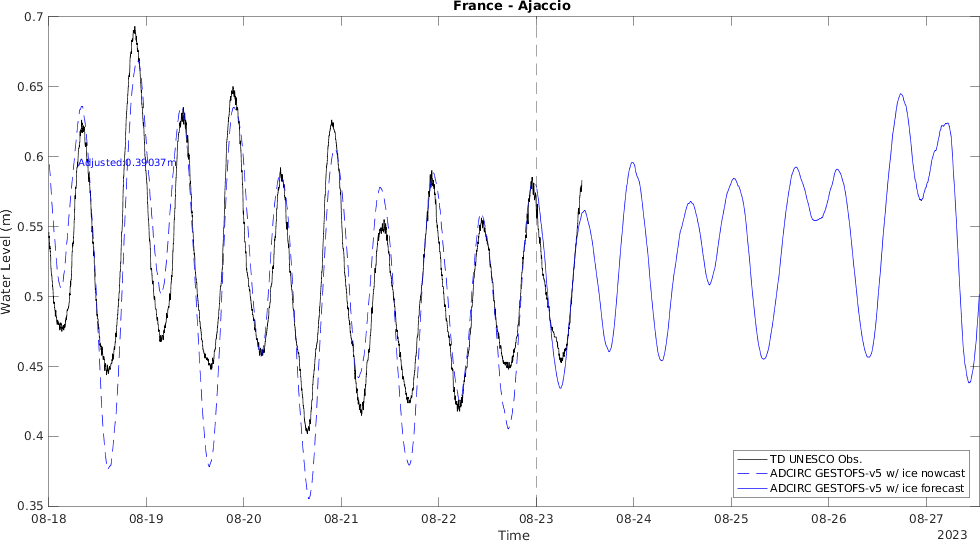 France - Ajaccio
0.7
0.65
0.6
0.55
0.5
0.45
0.4
0.35
Water Level (m)
Adjusted:0.39037m
TD UNESCO Obs.
ADCIRC GESTOFS-v5 w/ ice nowcast
ADCIRC GESTOFS-v5 w/ ice forecast
08-18 08-19 08-20 08-21 08-22 08-23 08-24 08-25 08-26 08-27
Time
2023